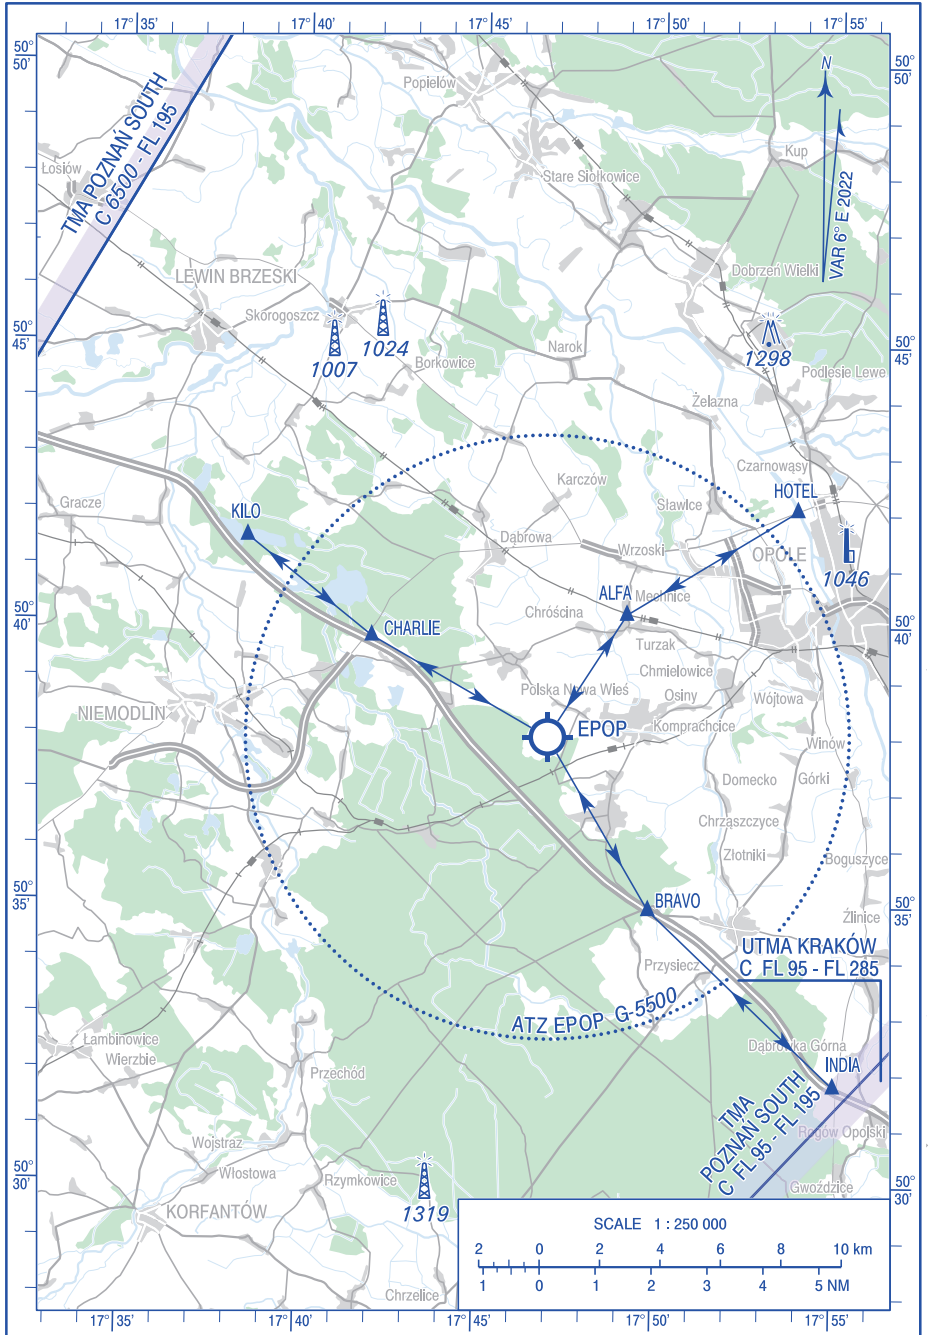 17° 35'
17° 40'
17° 45'
17° 50'
17° 55'
50°
50'
50°
50'
N
VAR 6° E 2022
TMA POZNAŃ SOUTH
C 6500 - FL 195
Popielów
Łosiów
Kup
Stare Siołkowice
Dobrzeń Wielki
LEWIN BRZESKI
Skorogoszcz
1007
1024
Borkowice
Narok
1298
50°
45'
50°
45'
Podlesie Lewe
Żelazna
Czarnowąsy
Karczów
HOTEL
Gracze
KILO
Sławice
Dąbrowa
Wrzoski
OPOLE
1046
ALFA
Mechnice
Chróścina
50°
40'
50°
40'
CHARLIE
Turzak
Chmielowice
Polska Nowa Wieś
Osiny
Wójtowa
NIEMODLIN
EPOP
Komprachcice
Winów
Domecko
Górki
Chrząszczyce
Złotniki
Boguszyce
50°
35'
50°
35'
BRAVO
Źlinice
UTMA KRAKÓW
C FL 95 - FL 285
Przysiecz
ATZ EPOP G-5500
Łambinowice
Wierzbie
Dąbrówka Górna
INDIA
Przechód
TMA
POZNAŃ SOUTH
C FL 95 - FL 195
Rogów Opolski
Wojstraz
Włostowa
Rzymkowice
50°
30'
50°
30'
Gwoździce
KORFANTÓW
1319
SCALE 1 : 250 000
2 0 2 4 6 8 10 km
1 0 1 2 3 4 5 NM
Chrzelice
17° 35'
17° 40'
17° 45'
17° 50'
17° 55'